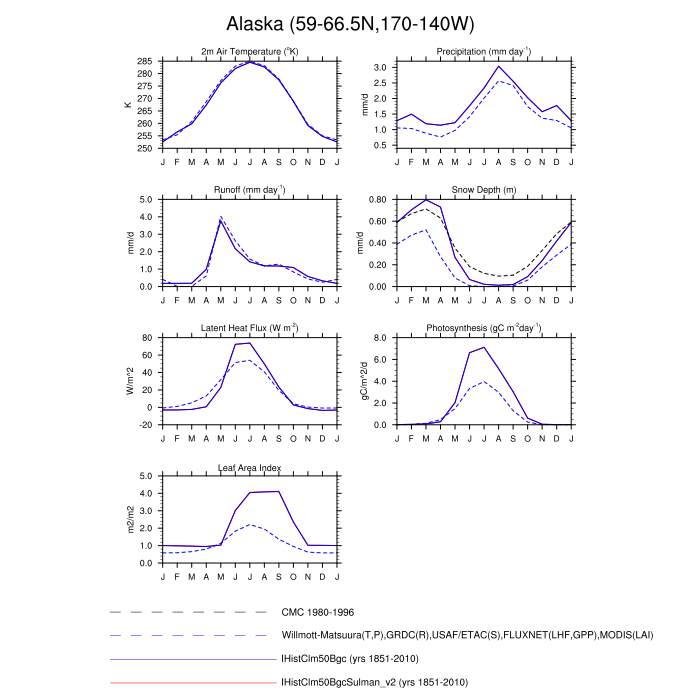 Alaska (59-66.5N,170-140W)
2m Air Temperature (°K)
285
280
275
270
265
260
255
250
K
J F M A M J J A S O N D J
Precipitation (mm day-1)
3.0
2.5
2.0
1.5
1.0
0.5
mm/d
J F M A M J J A S O N D J
Runoff (mm day-1)
5.0
4.0
3.0
2.0
1.0
0.0
mm/d
J F M A M J J A S O N D J
Snow Depth (m)
0.80
0.60
0.40
0.20
0.00
mm/d
J F M A M J J A S O N D J
Latent Heat Flux (W m-2)
80
60
40
20
0
-20
W/m^2
J F M A M J J A S O N D J
Photosynthesis (gC m-2day-1)
8.0
6.0
4.0
2.0
0.0
gC/m^2/d
J F M A M J J A S O N D J
Leaf Area Index
5.0
4.0
3.0
2.0
1.0
0.0
m2/m2
J F M A M J J A S O N D J
CMC 1980-1996
Willmott-Matsuura(T,P),GRDC(R),USAF/ETAC(S),FLUXNET(LHF,GPP),MODIS(LAI)
IHistClm50Bgc (yrs 1851-2010)
IHistClm50BgcSulman_v2 (yrs 1851-2010)